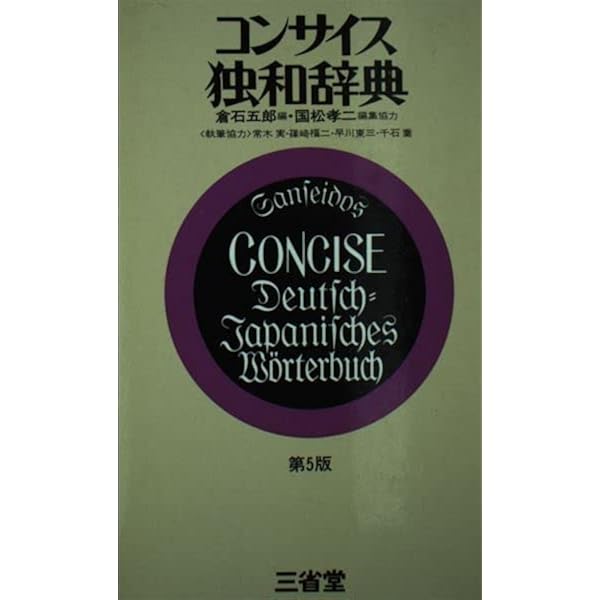 コンサイス
独和辞典
倉石五郎編・国松孝二編集協力
〈執筆協力〉常木 実・篠崎福二・早川東三・千石 喬
Sanſeidos
CONCISE
Deutſch=
Japaniſches
Wörterbuch
第5版
三省堂